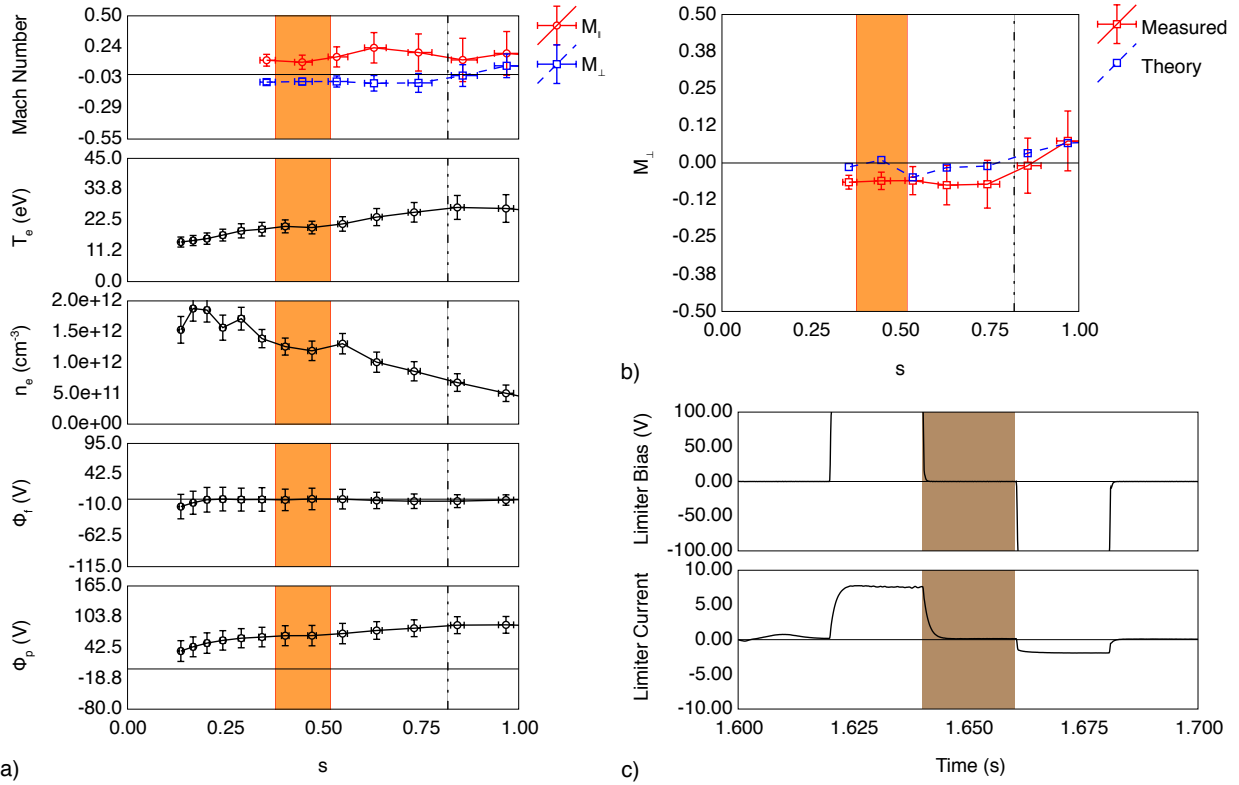 Mach Number
0.50
0.24
-0.03
-0.29
-0.55
M∥
M⊥
T_e (eV)
45.0
33.8
22.5
11.2
0.0
n_e (cm⁻³)
2.0e+12
1.5e+12
1.0e+12
5.0e+11
0.0e+00
Φ_f (V)
95.0
42.5
-10.0
-62.5
-115.0
Φ_p (V)
165.0
103.8
42.5
-18.8
-80.0
0.00 0.25 0.50 0.75 1.00
s
a)
M⊥
0.50
0.38
0.25
0.12
0.00
-0.12
-0.25
-0.38
-0.50
0.00 0.25 0.50 0.75 1.00
s
Measured
Theory
b)
Limiter Bias (V)
100.00
50.00
0.00
-50.00
-100.00
Limiter Current
10.00
5.00
0.00
-5.00
-10.00
1.600 1.625 1.650 1.675 1.700
Time (s)
c)